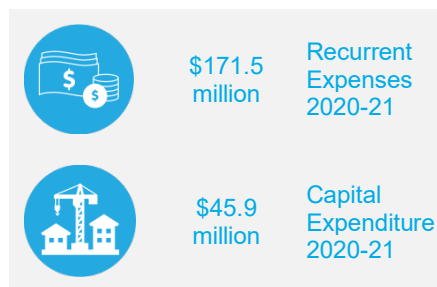 $
$
$171.5
million
Recurrent
Expenses
2020-21
$45.9
million
Capital
Expenditure
2020-21